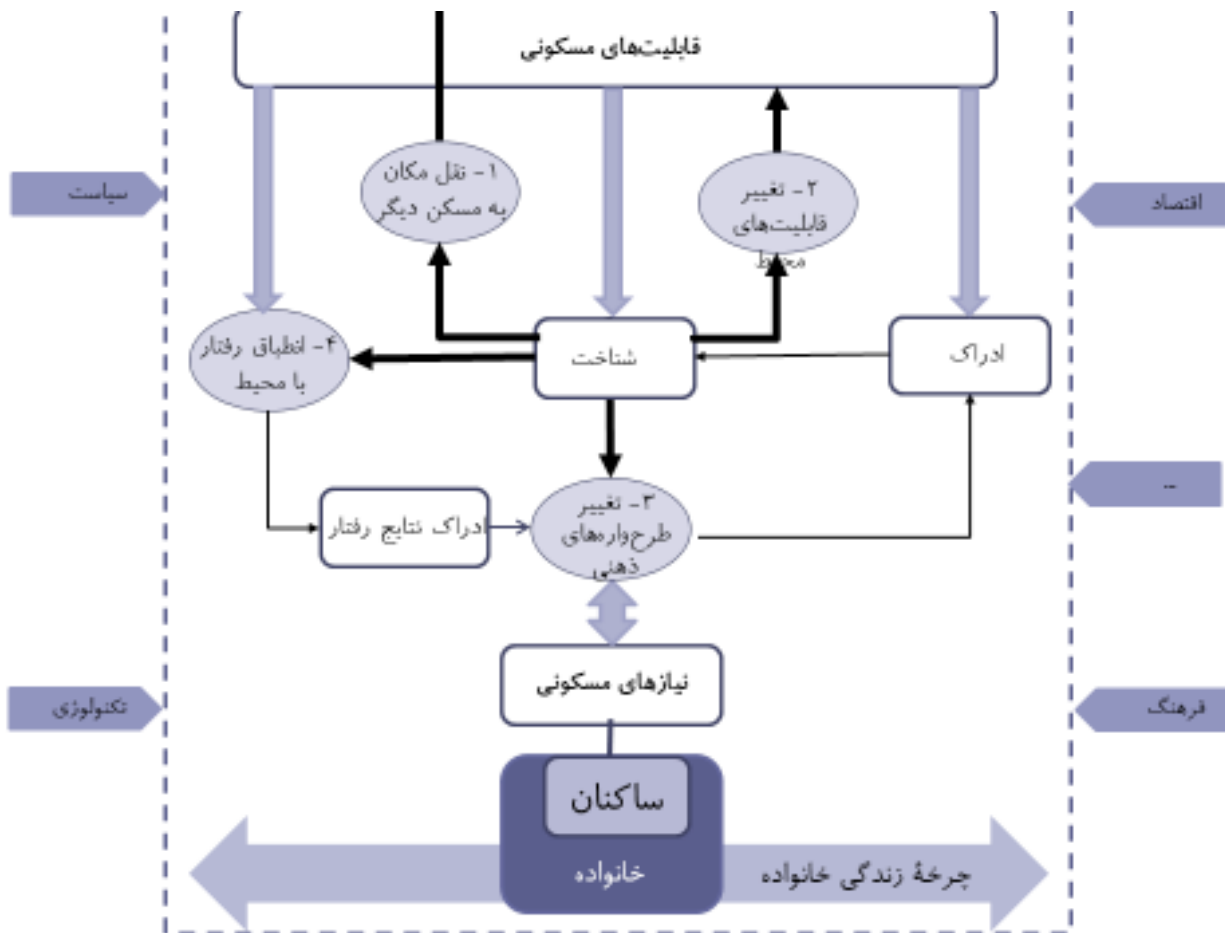 قابلیت‌های مسکونی
۱- نقل مکان
به مسکن دیگر
۲- تغییر
قابلیت‌های
محیط
سیاست
اقتصاد
۴- انطباق رفتار
با محیط
شناخت
ادراک
...
۳- تغییر
طرح‌واره‌های
ذهنی
ادراک نتایج رفتار
نیازهای مسکونی
تکنولوژی
فرهنگ
ساکنان
خانواده
چرخهٔ زندگی خانواده